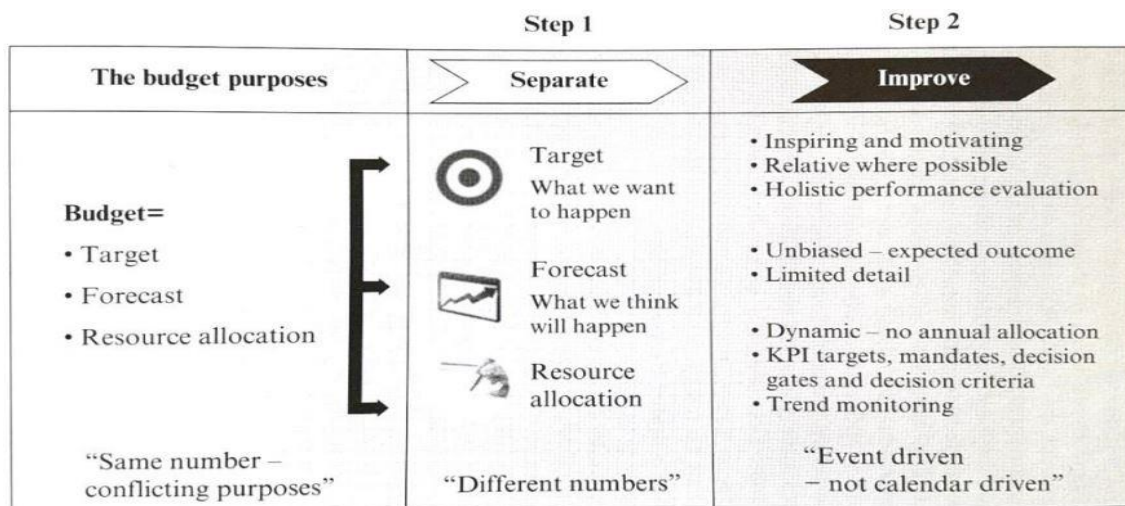 Step 1
Step 2
The budget purposes
Separate
Improve
Budget=
• Target
• Forecast
• Resource allocation
“Same number –
conflicting purposes”
Target
What we want
to happen
Forecast
What we think
will happen
Resource
allocation
“Different numbers”
• Inspiring and motivating
• Relative where possible
• Holistic performance evaluation
• Unbiased – expected outcome
• Limited detail
• Dynamic – no annual allocation
• KPI targets, mandates, decision
gates and decision criteria
• Trend monitoring
“Event driven
– not calendar driven”